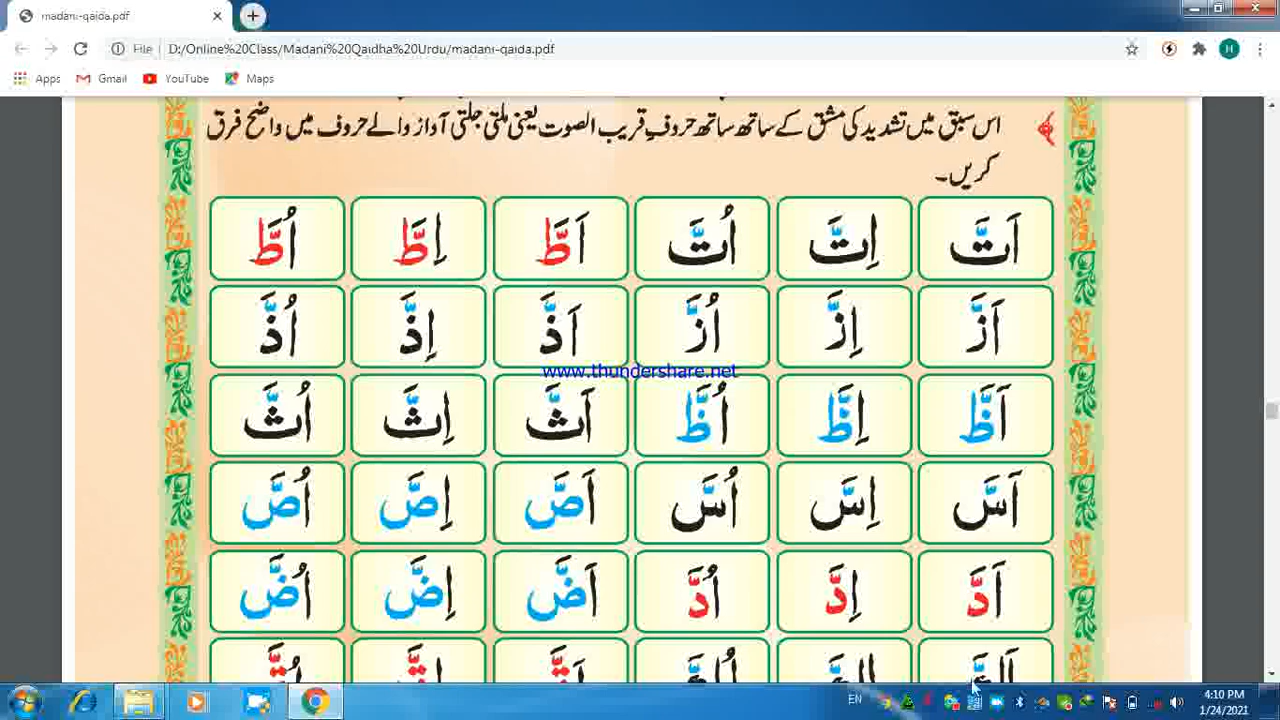 madani-qaida.pdf
File D:/Online%20Class/Madani%20Qaidha%20Urdu/madani-qaida.pdf
Apps Gmail YouTube Maps
اس سبق میں تشدید کی مشق کے ساتھ ساتھ حروفِ قریب الصوت یعنی ملتی جلتی آواز والے حروف میں واضح فرق
کریں۔
اَتَّ اِتَّ اُتَّ اَطَّ اِطَّ اُطَّ
اَزَّ اِزَّ اُزَّ اَذَّ اِذَّ اُذَّ
www.thundershare.net
اَظَّ اِظَّ اُظَّ اَثَّ اِثَّ اُثَّ
اَسَّ اِسَّ اُسَّ اَصَّ اِصَّ اُصَّ
اَدَّ اِدَّ اُدَّ اَضَّ اِضَّ اُضَّ
EN 4:10 PM
1/24/2021